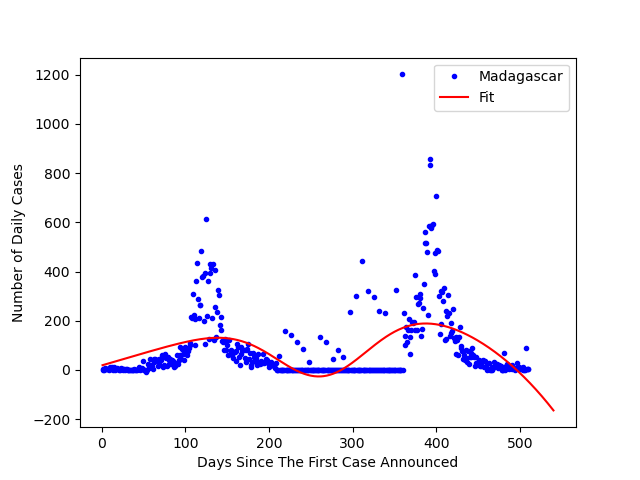 Madagascar
Fit
1200
1000
800
600
400
200
0
−200
0 100 200 300 400 500
Number of Daily Cases
Days Since The First Case Announced